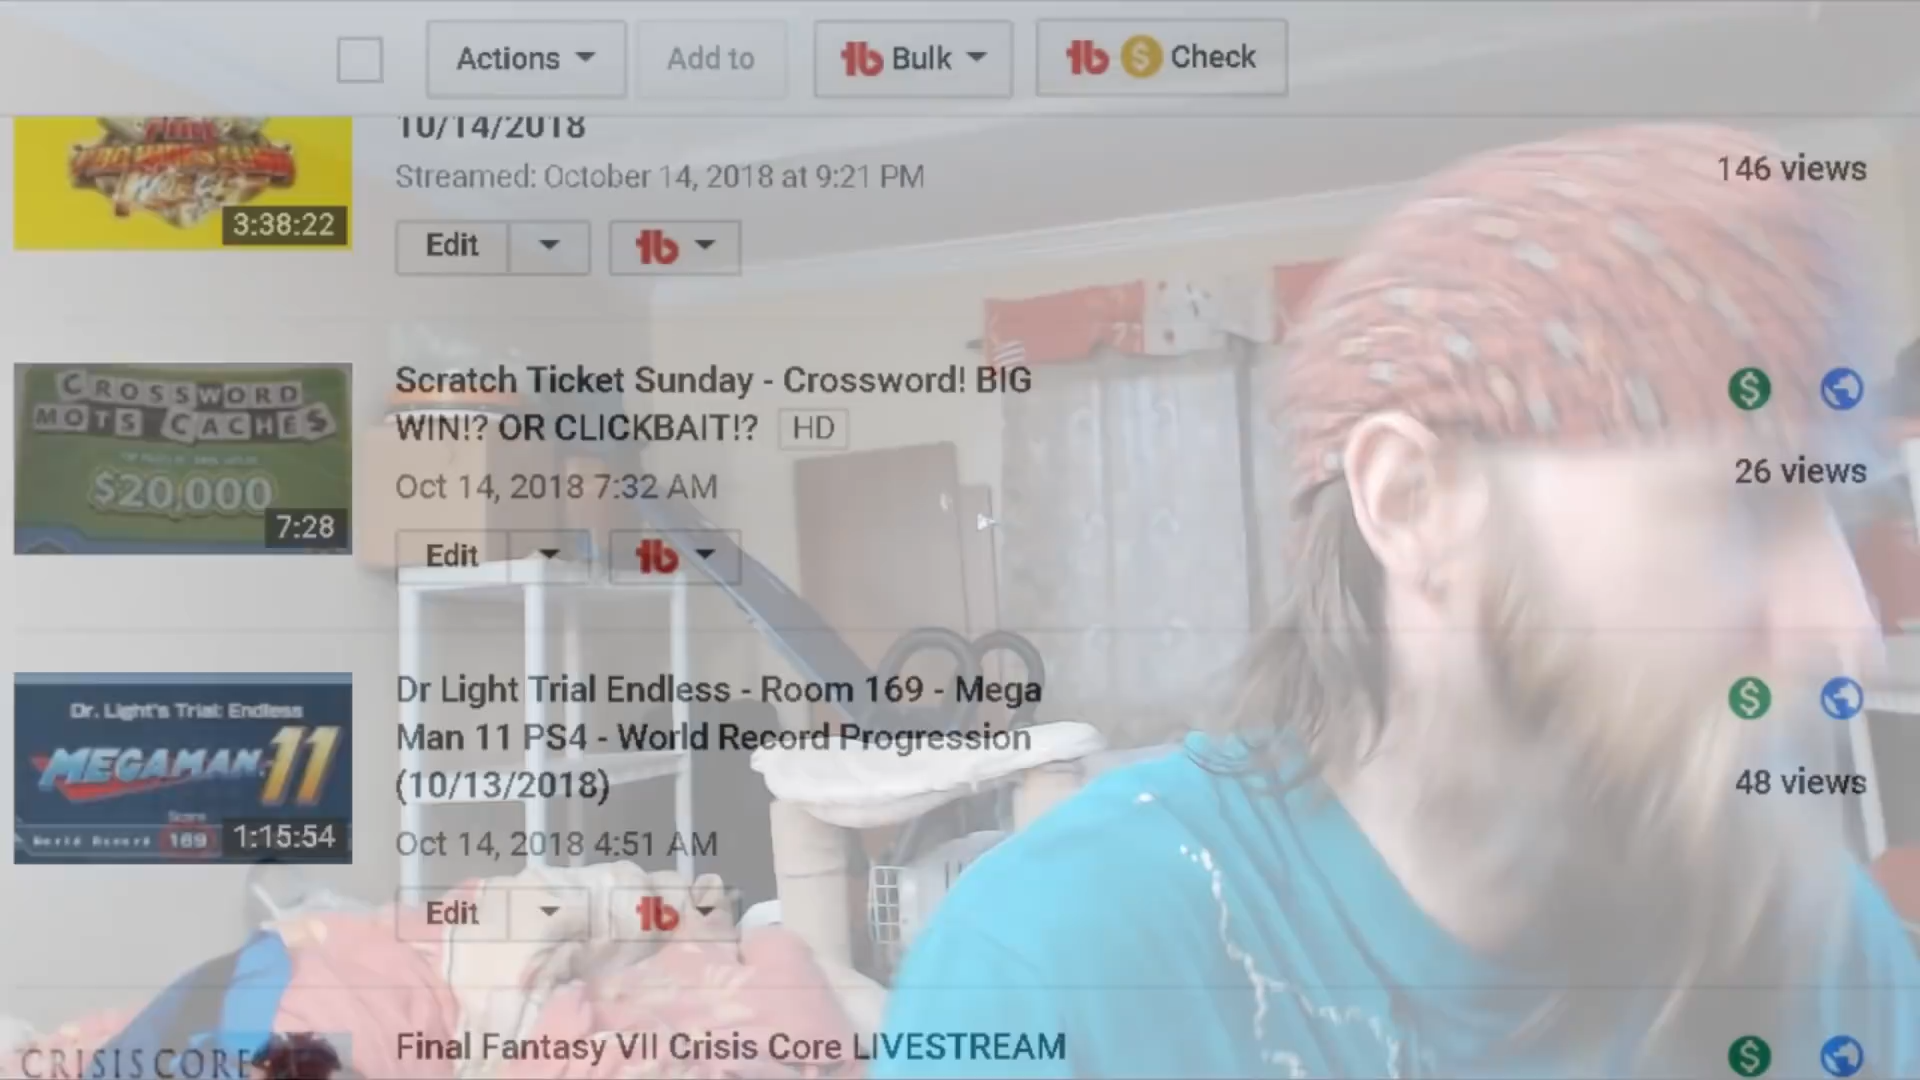 Actions
Add to
Bulk
$ Check
10/14/2018
Streamed: October 14, 2018 at 9:21 PM
146 views
3:38:22
Edit
CROSSWORD
MOTS CACHÉS
$20,000
7:28
Scratch Ticket Sunday - Crossword! BIG
WIN!? OR CLICKBAIT!? HD
Oct 14, 2018 7:32 AM
26 views
Edit
Dr. Light's Trial: Endless
MEGAMAN 11
Score
World Record 169
1:15:54
Dr Light Trial Endless - Room 169 - Mega
Man 11 PS4 - World Record Progression
(10/13/2018)
Oct 14, 2018 4:51 AM
48 views
Edit
CRISIS CORE
Final Fantasy VII Crisis Core LIVESTREAM